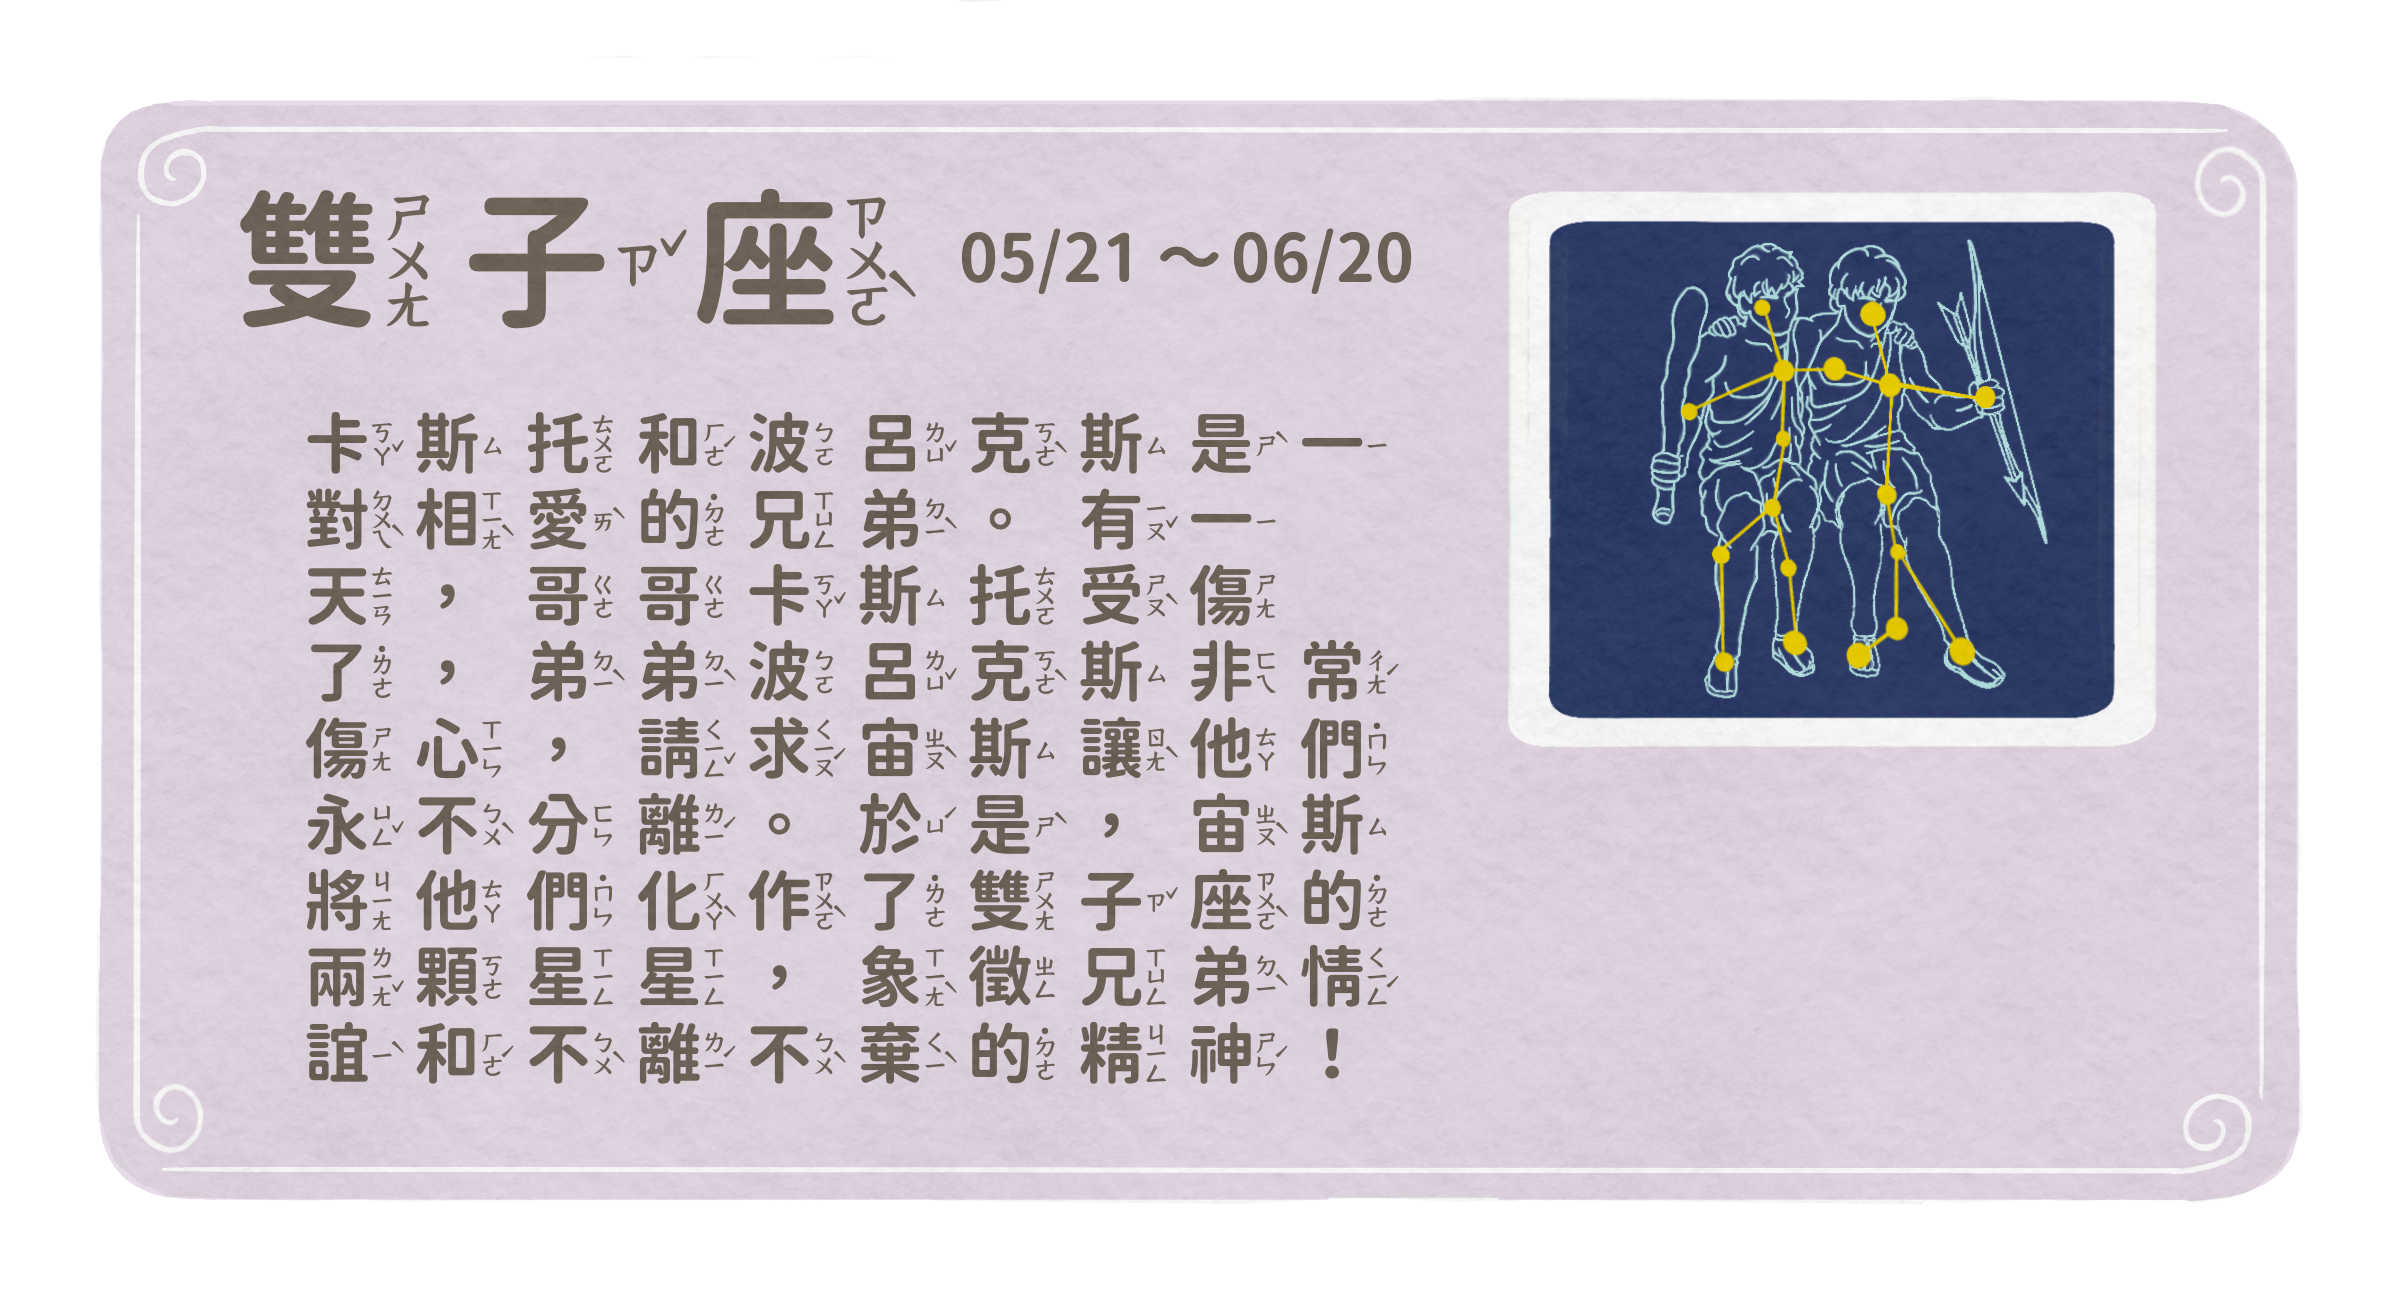 雙子座 05/21～06/20
卡斯托和波呂克斯是一
對相愛的兄弟。有一
天，哥哥卡斯托受傷
了，弟弟波呂克斯非常
傷心，請求宙斯讓他們
永不分離。於是，宙斯
將他們化作了雙子座的
兩顆星星，象徵兄弟情
誼和不離不棄的精神！